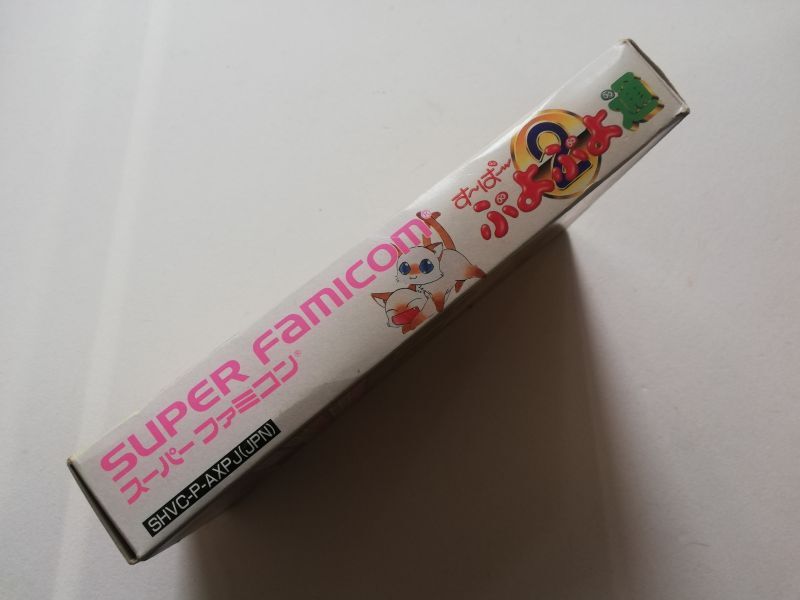 SUPER Famicom®
スーパーファミコン®
SHVC-P-AXPJ(JPN)
す〜ぱ〜
ぷよぷよ
2